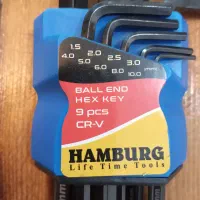 1.5 2.0 2.5 3.0
4.0 5.0 6.0 8.0 10.0
BALL END
HEX KEY
9 pcs
CR-V
HAMBURG
Life Time Tools